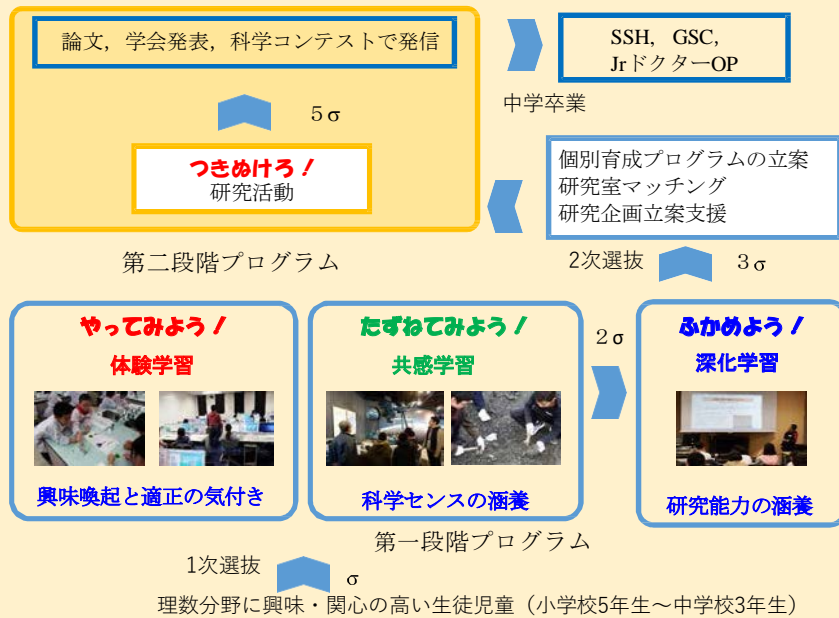 論文，学会発表，科学コンテストで発信
SSH, GSC,
JrドクターOP
中学卒業
5σ
つきぬけろ！
研究活動
個別育成プログラムの立案
研究室マッチング
研究企画立案支援
第二段階プログラム
2次選抜
3σ
やってみよう！
体験学習
興味喚起と適正の気付き
たずねてみよう！
共感学習
科学センスの涵養
2σ
ふかめよう！
深化学習
研究能力の涵養
第一段階プログラム
1次選抜
σ
理数分野に興味・関心の高い生徒児童（小学校5年生～中学校3年生）